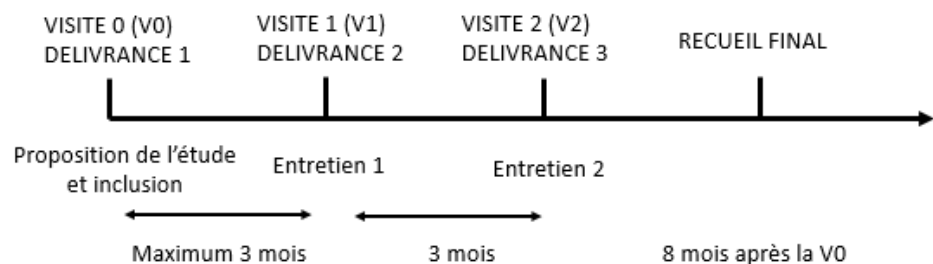 VISITE 0 (V0)
DELIVRANCE 1
VISITE 1 (V1)
DELIVRANCE 2
VISITE 2 (V2)
DELIVRANCE 3
RECUEIL FINAL
Proposition de l’étude
et inclusion
Entretien 1
Entretien 2
Maximum 3 mois
3 mois
8 mois après la V0